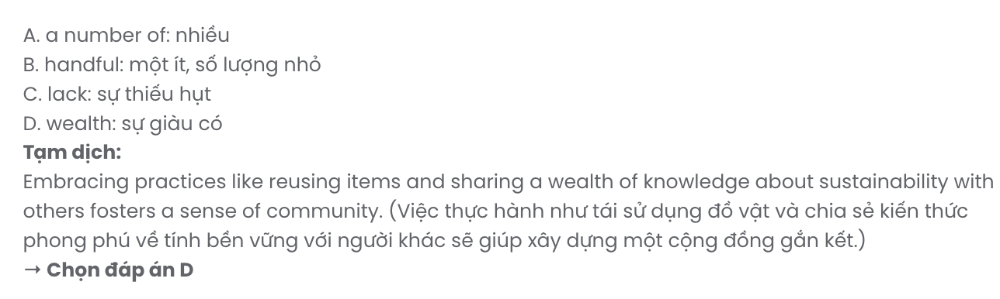 A. a number of: nhiều
B. handful: một ít, số lượng nhỏ
C. lack: sự thiếu hụt
D. wealth: sự giàu có
Tạm dịch:
Embracing practices like reusing items and sharing a wealth of knowledge about sustainability with
others fosters a sense of community. (Việc thực hành như tái sử dụng đồ vật và chia sẻ kiến thức
phong phú về tính bền vững với người khác sẽ giúp xây dựng một cộng đồng gắn kết.)
→ Chọn đáp án D